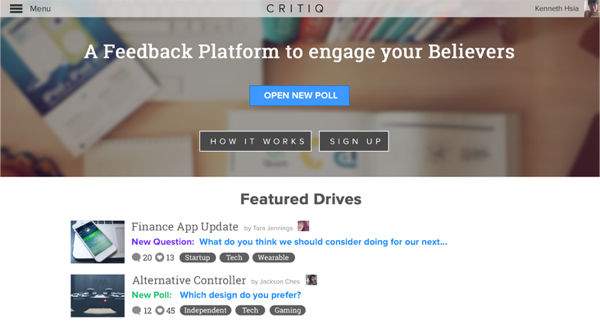 Menu
CRITIQ
Kenneth Hsia
A Feedback Platform to engage your Believers
OPEN NEW POLL
HOW IT WORKS
SIGN UP
Featured Drives
Finance App Update by Tara Jennings
New Question: What do you think we should consider doing for our next...
20 13 Startup Tech Wearable
Alternative Controller by Jackson Ches
New Poll: Which design do you prefer?
12 45 Independent Tech Gaming